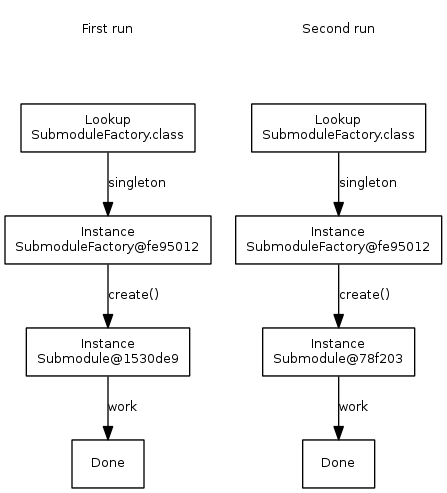 First run
Lookup
SubmoduleFactory.class
singleton
Instance
SubmoduleFactory@fe95012
create()
Instance
Submodule@1530de9
work
Done
Second run
Lookup
SubmoduleFactory.class
singleton
Instance
SubmoduleFactory@fe95012
create()
Instance
Submodule@78f203
work
Done